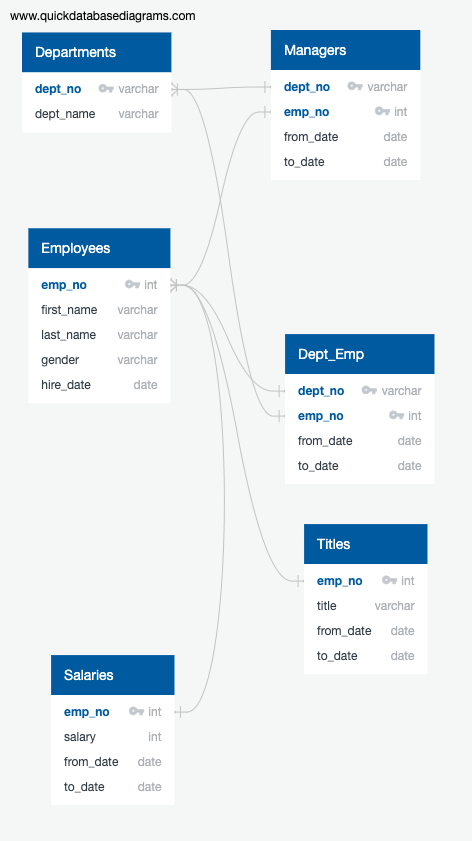 www.quickdatabasediagrams.com
Departments
dept_no varchar
dept_name varchar
Managers
dept_no varchar
emp_no int
from_date date
to_date date
Employees
emp_no int
first_name varchar
last_name varchar
gender varchar
hire_date date
Dept_Emp
dept_no varchar
emp_no int
from_date date
to_date date
Titles
emp_no int
title varchar
from_date date
to_date date
Salaries
emp_no int
salary int
from_date date
to_date date